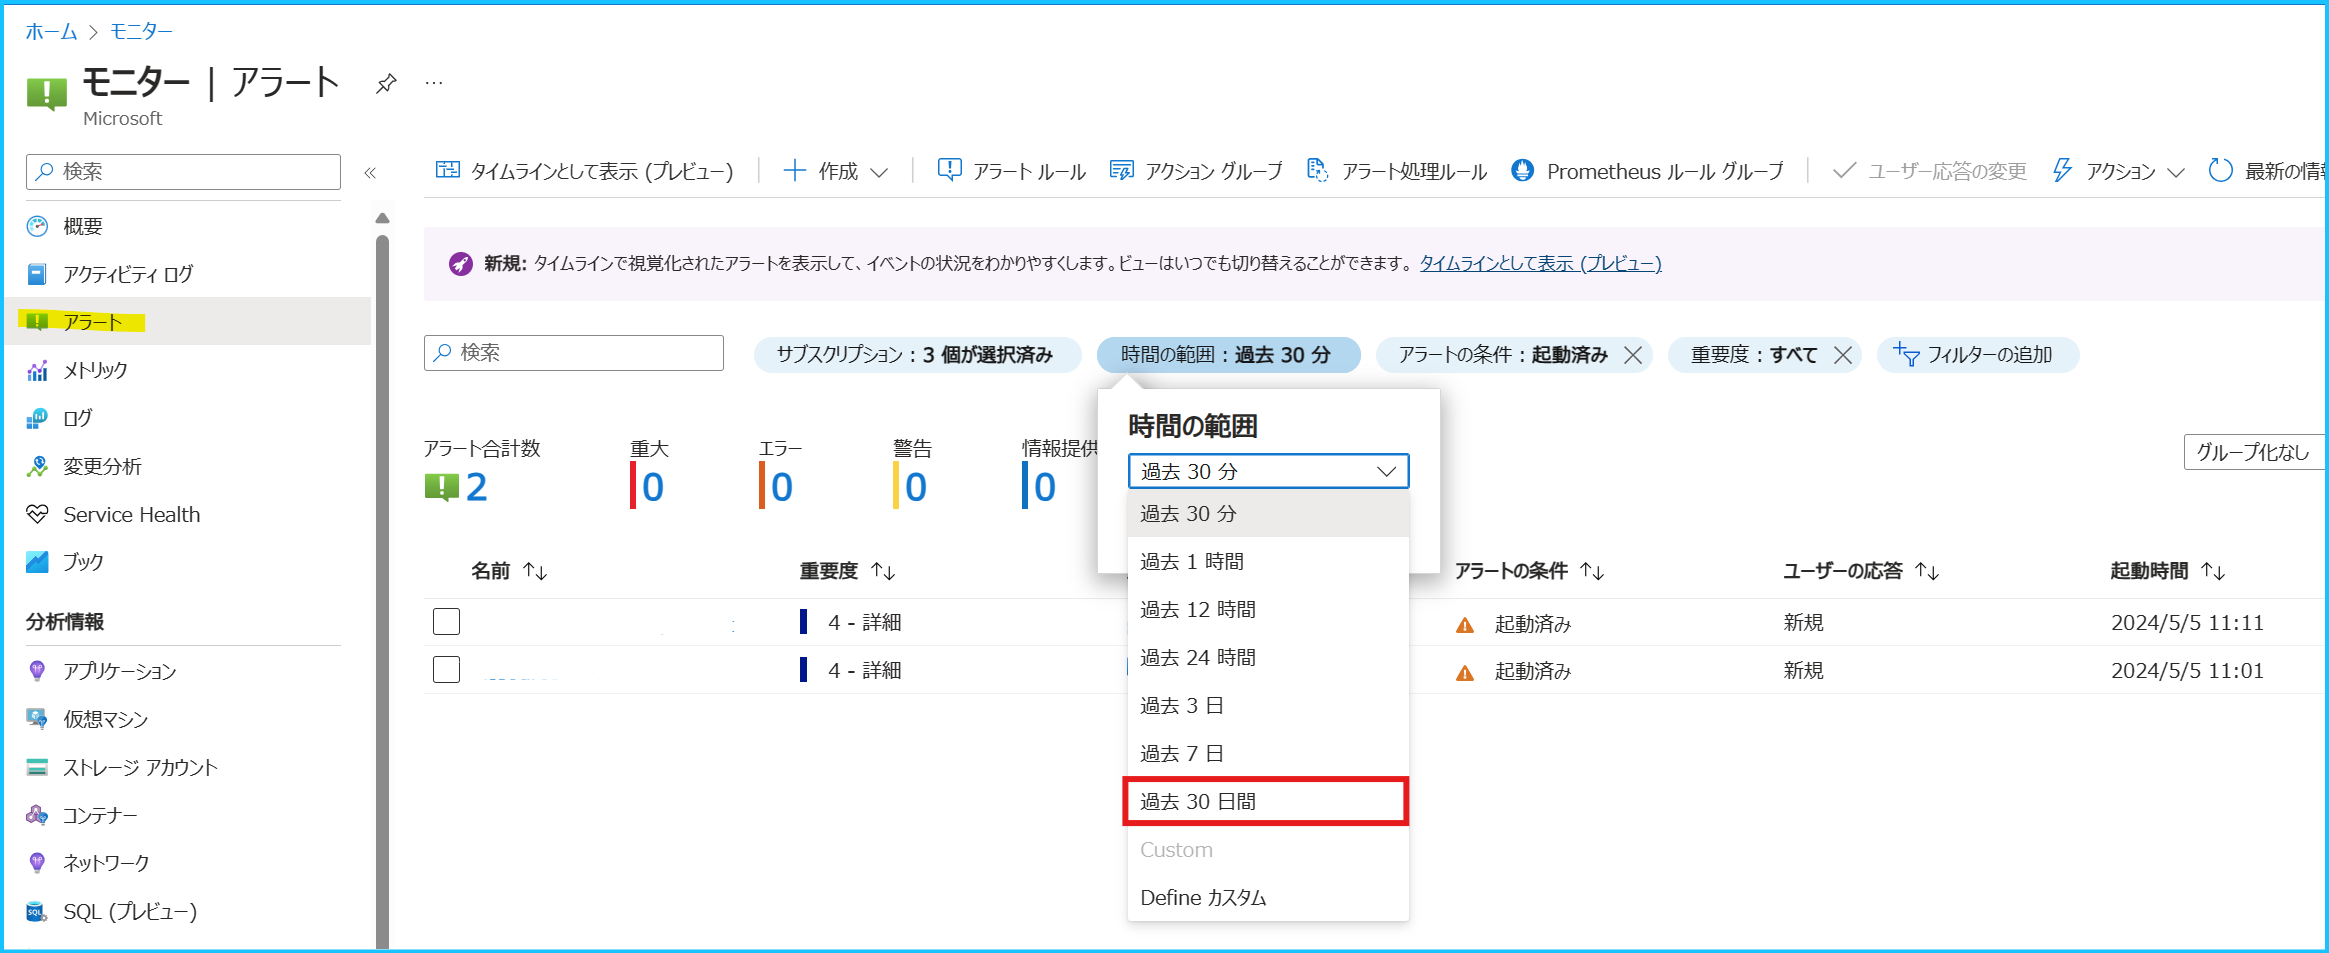 ホーム > モニター
モニター | アラート ...
Microsoft
検索
«
概要
アクティビティ ログ
アラート
メトリック
ログ
変更分析
Service Health
ブック
分析情報
アプリケーション
仮想マシン
ストレージ アカウント
コンテナー
ネットワーク
SQL (プレビュー)
タイムラインとして表示 (プレビュー)
作成
アラート ルール
アクション グループ
アラート処理ルール
Prometheus ルール グループ
ユーザー応答の変更
アクション
最新の情
新規: タイムラインで視覚化されたアラートを表示して、イベントの状況をわかりやすくします。ビューはいつでも切り替えることができます。 タイムラインとして表示 (プレビュー)
検索
サブスクリプション : 3 個が選択済み
時間の範囲 : 過去 30 分
アラートの条件 : 起動済み
重要度 : すべて
フィルターの追加
アラート合計数
2
重大
0
エラー
0
警告
0
情報提供
0
時間の範囲
過去 30 分
過去 30 分
過去 1 時間
過去 12 時間
過去 24 時間
過去 3 日
過去 7 日
過去 30 日間
Custom
Define カスタム
グループ化なし
名前 ↑↓ 重要度 ↑↓ アラートの条件 ↑↓ ユーザーの応答 ↑↓ 起動時間 ↑↓
4 - 詳細 起動済み 新規 2024/5/5 11:11
4 - 詳細 起動済み 新規 2024/5/5 11:01